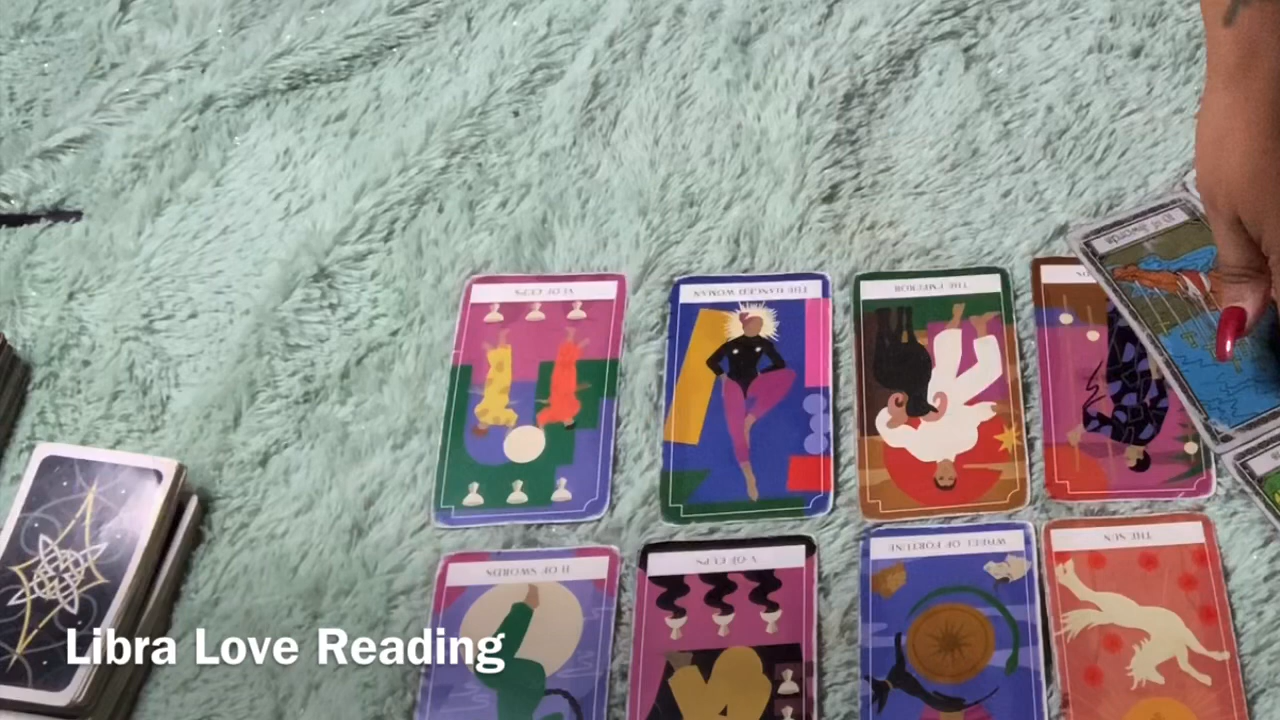 VI OF CUPS
THE HANGED WOMAN
THE EMPEROR
10 of Swords
II OF SWORDS
V OF CUPS
WHEEL OF FORTUNE
THE SUN
Libra Love Reading